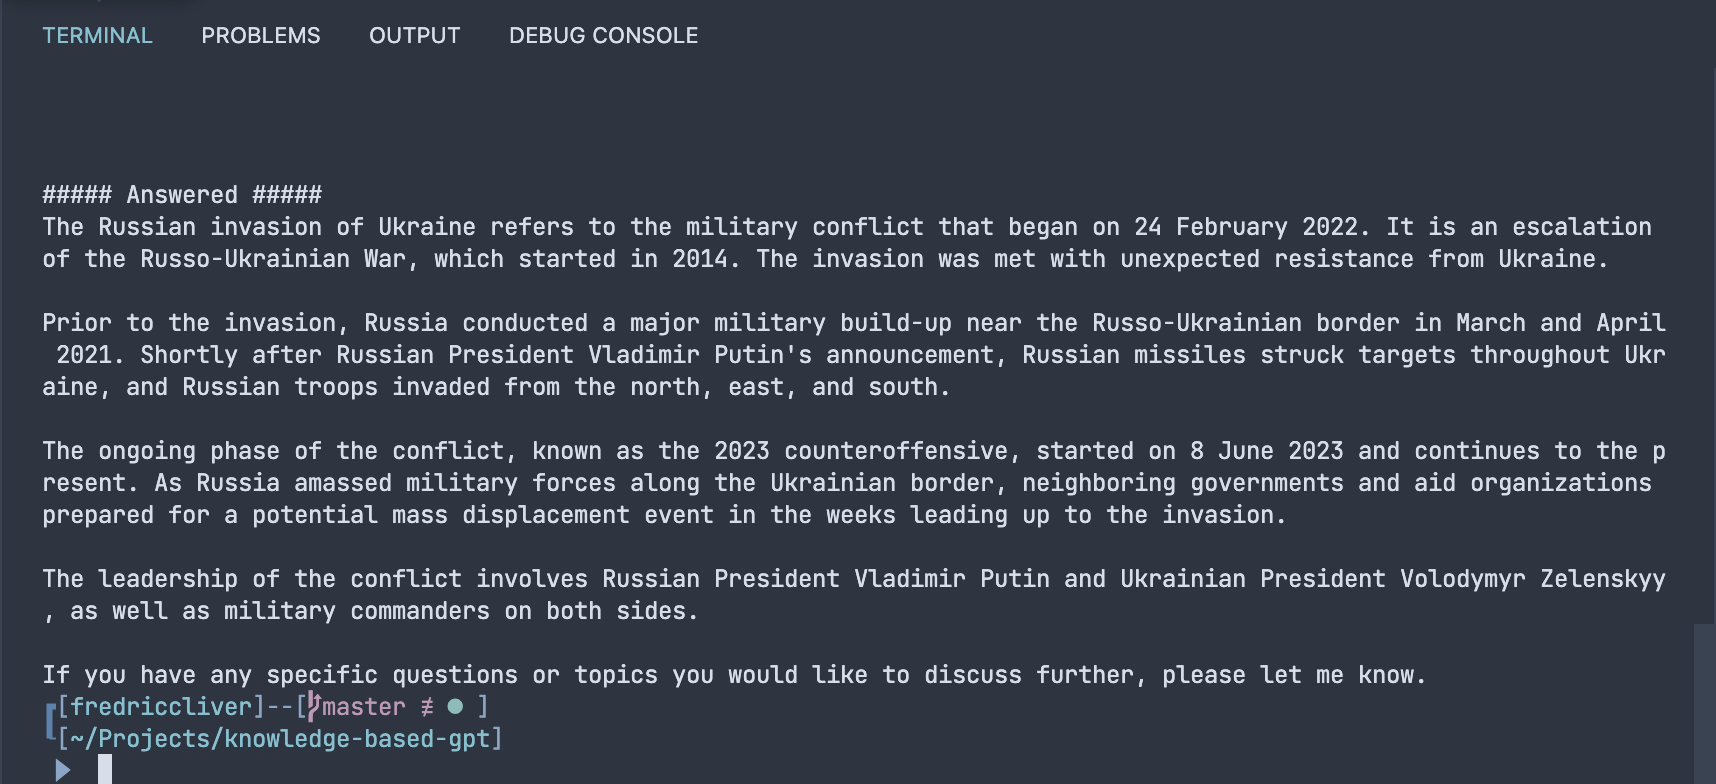 TERMINAL PROBLEMS OUTPUT DEBUG CONSOLE
##### Answered #####
The Russian invasion of Ukraine refers to the military conflict that began on 24 February 2022. It is an escalation
of the Russo-Ukrainian War, which started in 2014. The invasion was met with unexpected resistance from Ukraine.
Prior to the invasion, Russia conducted a major military build-up near the Russo-Ukrainian border in March and April
 2021. Shortly after Russian President Vladimir Putin's announcement, Russian missiles struck targets throughout Ukr
aine, and Russian troops invaded from the north, east, and south.
The ongoing phase of the conflict, known as the 2023 counteroffensive, started on 8 June 2023 and continues to the p
resent. As Russia amassed military forces along the Ukrainian border, neighboring governments and aid organizations
prepared for a potential mass displacement event in the weeks leading up to the invasion.
The leadership of the conflict involves Russian President Vladimir Putin and Ukrainian President Volodymyr Zelenskyy
, as well as military commanders on both sides.
If you have any specific questions or topics you would like to discuss further, please let me know.
[fredriccliver]--[master ≢ ● ]
[~/Projects/knowledge-based-gpt]